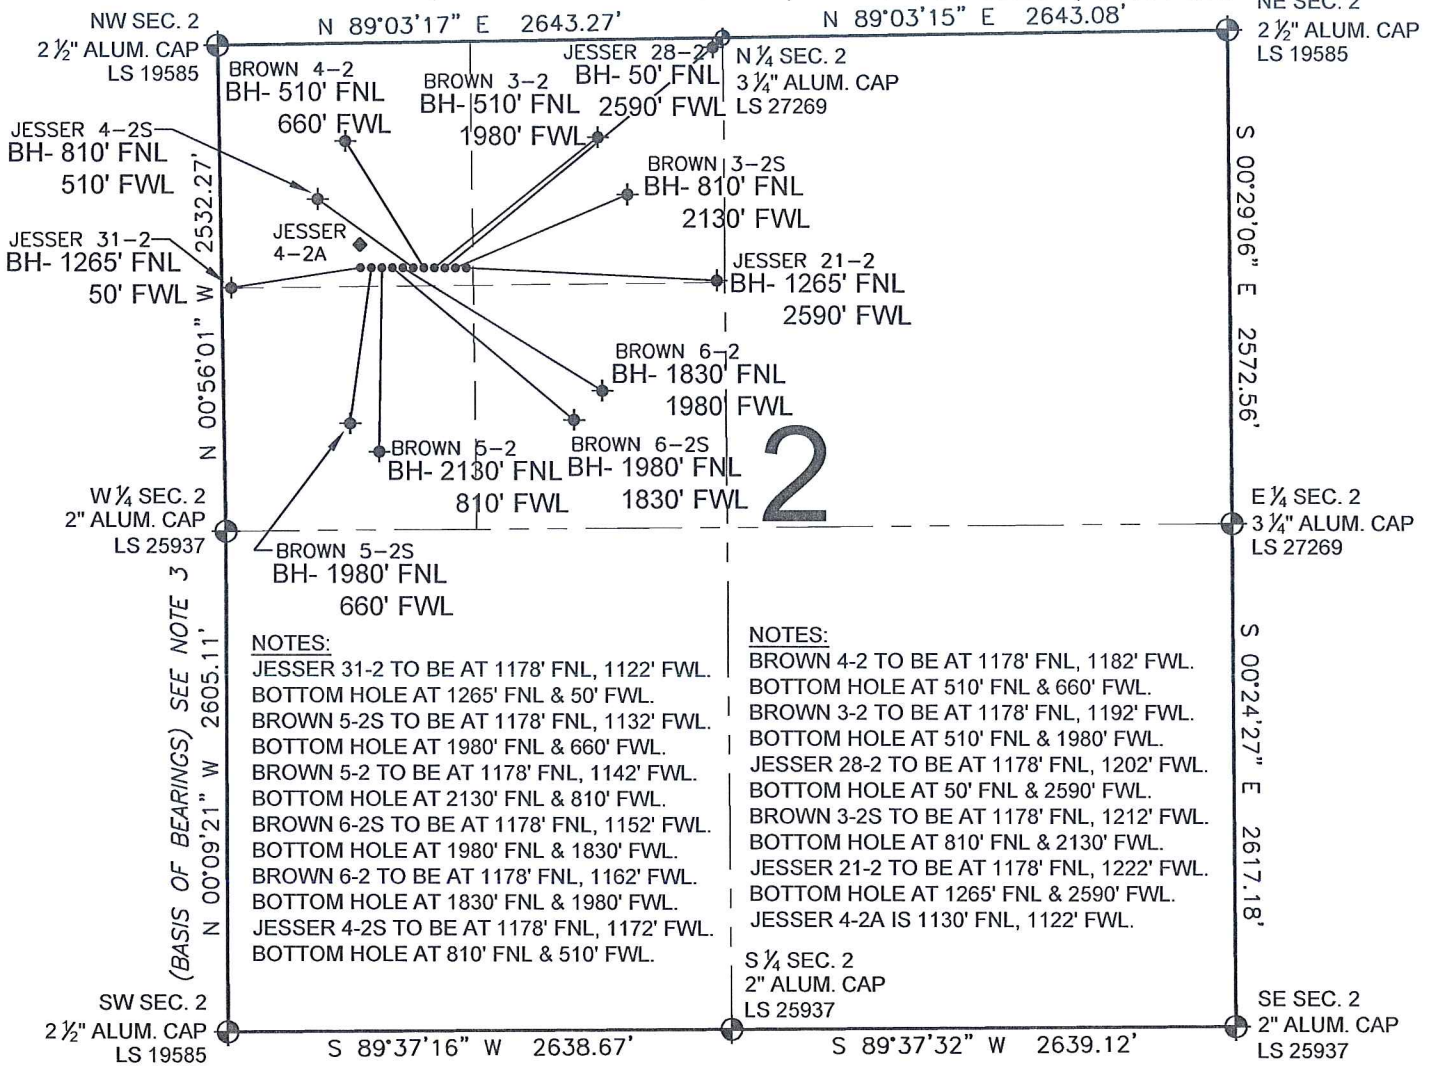 NW SEC. 2
2 ½" ALUM. CAP
LS 19585
N 89°03'17" E 2643.27'
N 89°03'15" E 2643.08'
NE SEC. 2
2 ½" ALUM. CAP
LS 19585
N ¼ SEC. 2
3 ¼" ALUM. CAP
LS 27269
BROWN 4-2
BH- 510' FNL
660' FWL
BROWN 3-2
BH- 510' FNL
1980' FWL
JESSER 28-2
BH- 50' FNL
2590' FWL
JESSER 4-2S
BH- 810' FNL
510' FWL
BROWN 3-2S
BH- 810' FNL
2130' FWL
JESSER
4-2A
JESSER 31-2
BH- 1265' FNL
50' FWL
JESSER 21-2
BH- 1265' FNL
2590' FWL
N 00°56'01" W 2532.27'
S 00°29'06" E 2572.56'
BROWN 6-2
BH- 1830' FNL
1980' FWL
BROWN 5-2
BH- 2130' FNL
810' FWL
BROWN 6-2S
BH- 1980' FNL
1830' FWL
2
W ¼ SEC. 2
2" ALUM. CAP
LS 25937
E ¼ SEC. 2
3 ¼" ALUM. CAP
LS 27269
BROWN 5-2S
BH- 1980' FNL
660' FWL
(BASIS OF BEARINGS) SEE NOTE 3
N 00°09'21" W 2605.11'
S 00°24'27" E 2617.18'
NOTES:
JESSER 31-2 TO BE AT 1178' FNL, 1122' FWL.
BOTTOM HOLE AT 1265' FNL & 50' FWL.
BROWN 5-2S TO BE AT 1178' FNL, 1132' FWL.
BOTTOM HOLE AT 1980' FNL & 660' FWL.
BROWN 5-2 TO BE AT 1178' FNL, 1142' FWL.
BOTTOM HOLE AT 2130' FNL & 810' FWL.
BROWN 6-2S TO BE AT 1178' FNL, 1152' FWL.
BOTTOM HOLE AT 1980' FNL & 1830' FWL.
BROWN 6-2 TO BE AT 1178' FNL, 1162' FWL.
BOTTOM HOLE AT 1830' FNL & 1980' FWL.
JESSER 4-2S TO BE AT 1178' FNL, 1172' FWL.
BOTTOM HOLE AT 810' FNL & 510' FWL.
NOTES:
BROWN 4-2 TO BE AT 1178' FNL, 1182' FWL.
BOTTOM HOLE AT 510' FNL & 660' FWL.
BROWN 3-2 TO BE AT 1178' FNL, 1192' FWL.
BOTTOM HOLE AT 510' FNL & 1980' FWL.
JESSER 28-2 TO BE AT 1178' FNL, 1202' FWL.
BOTTOM HOLE AT 50' FNL & 2590' FWL.
BROWN 3-2S TO BE AT 1178' FNL, 1212' FWL.
BOTTOM HOLE AT 810' FNL & 2130' FWL.
JESSER 21-2 TO BE AT 1178' FNL, 1222' FWL.
BOTTOM HOLE AT 1265' FNL & 2590' FWL.
JESSER 4-2A IS 1130' FNL, 1122' FWL.
SW SEC. 2
2 ½" ALUM. CAP
LS 19585
S 89°37'16" W 2638.67'
S ¼ SEC. 2
2" ALUM. CAP
LS 25937
S 89°37'32" W 2639.12'
SE SEC. 2
2" ALUM. CAP
LS 25937